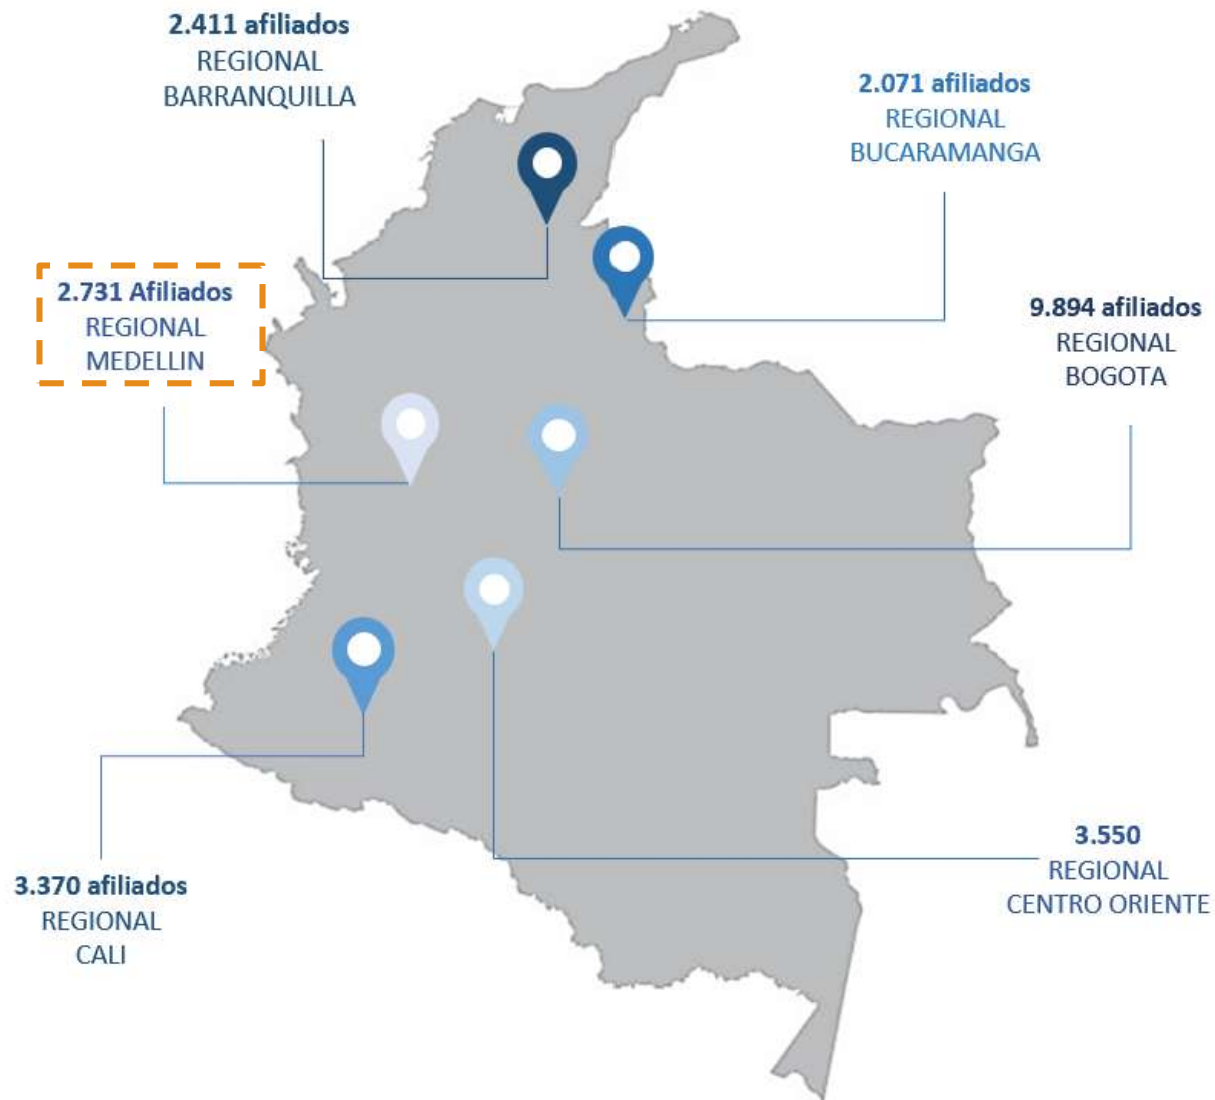 2.411 afiliados
REGIONAL
BARRANQUILLA
2.071 afiliados
REGIONAL
BUCARAMANGA
2.731 Afiliados
REGIONAL
MEDELLIN
9.894 afiliados
REGIONAL
BOGOTA
3.370 afiliados
REGIONAL
CALI
3.550
REGIONAL
CENTRO ORIENTE